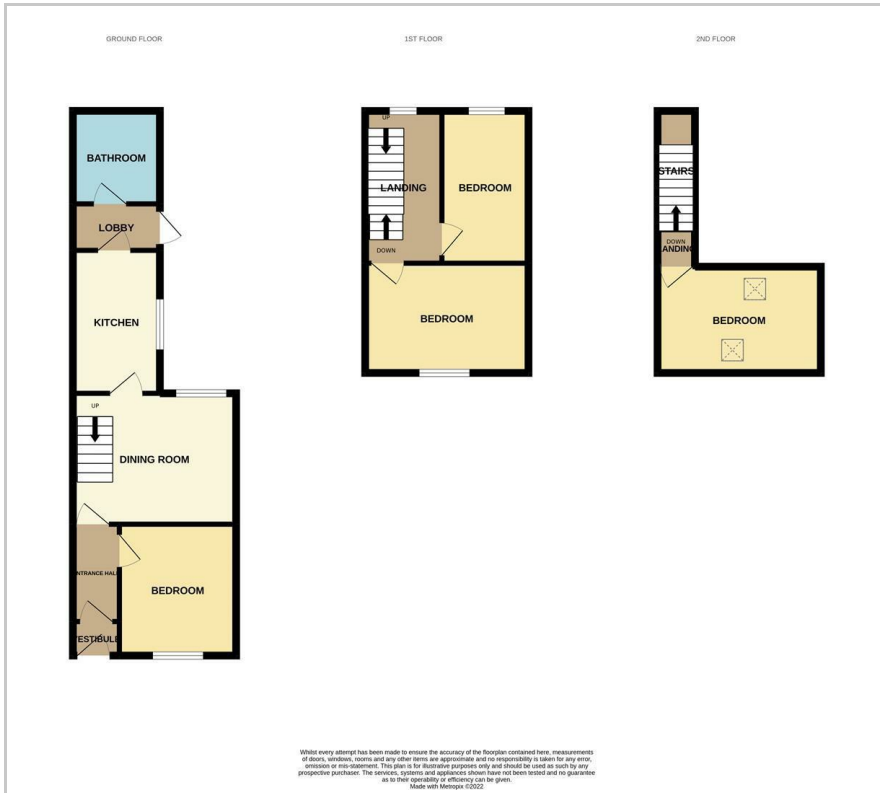 GROUND FLOOR
1ST FLOOR
2ND FLOOR
BATHROOM
LOBBY
KITCHEN
UP
DINING ROOM
NTRANCE HAL
BEDROOM
VESTIBULE
UP
LANDING
BEDROOM
DOWN
BEDROOM
STAIRS
DOWN
LANDING
BEDROOM
Whilst every attempt has been made to ensure the accuracy of the floorplan contained here, measurements
of doors, windows, rooms and any other items are approximate and no responsibility is taken for any error,
omission or mis-statement. This plan is for illustrative purposes only and should be used as such by any
prospective purchaser. The services, systems and appliances shown have not been tested and no guarantee
as to their operability or efficiency can be given.
Made with Metropix ©2022